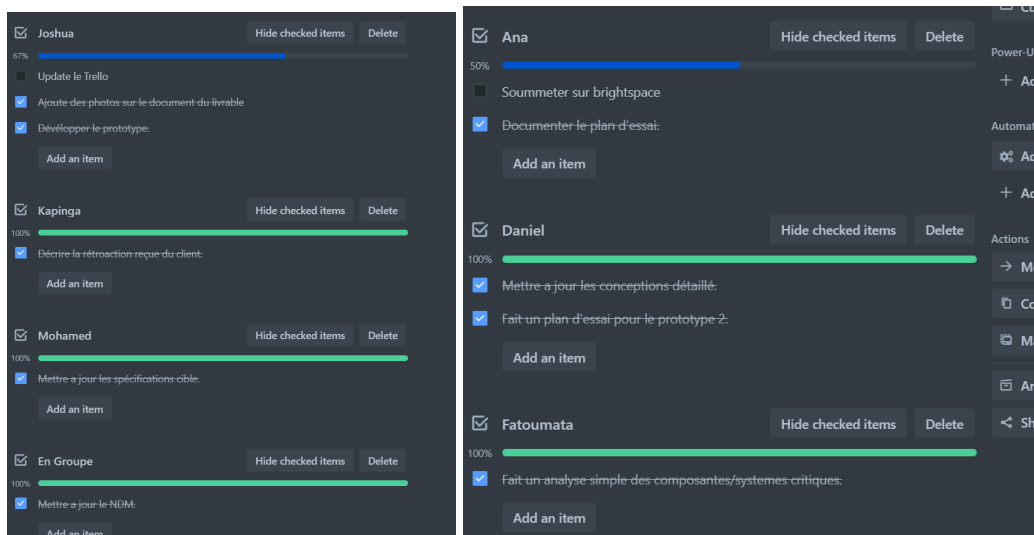 Joshua
Hide checked items
Delete
67%
Update le Trello
Ajoute des photos sur le document du livrable
Dévélopper le prototype.
Add an item
Kapinga
Hide checked items
Delete
100%
Décrire la rétroaction reçue du client.
Add an item
Mohamed
Hide checked items
Delete
100%
Mettre a jour les spécifications cible.
Add an item
En Groupe
Hide checked items
Delete
100%
Mettre a jour le NDM.
Add an item
Ana
Hide checked items
Delete
50%
Soummeter sur brightspace
Documenter le plan d'essai.
Add an item
Daniel
Hide checked items
Delete
100%
Mettre a jour les conceptions détaillé.
Fait un plan d'essai pour le prototype 2.
Add an item
Fatoumata
Hide checked items
Delete
100%
Fait un analyse simple des composantes/systemes critiques.
Add an item
Power-U
Automat
Actions